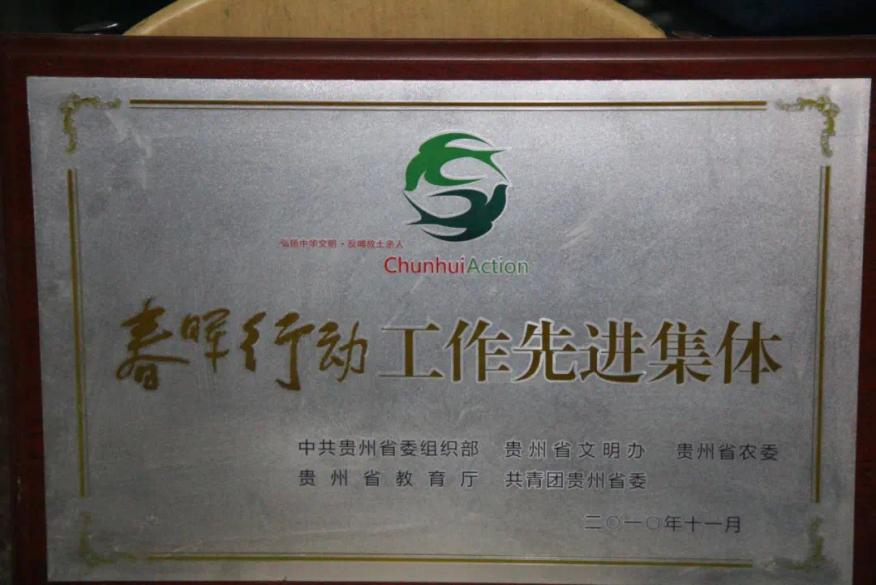 弘扬中华文明·反哺故土亲人
ChunhuiAction
春晖行动工作先进集体
中共贵州省委组织部 贵州省文明办 贵州省农委
贵州省教育厅 共青团贵州省委
二〇一〇年十一月